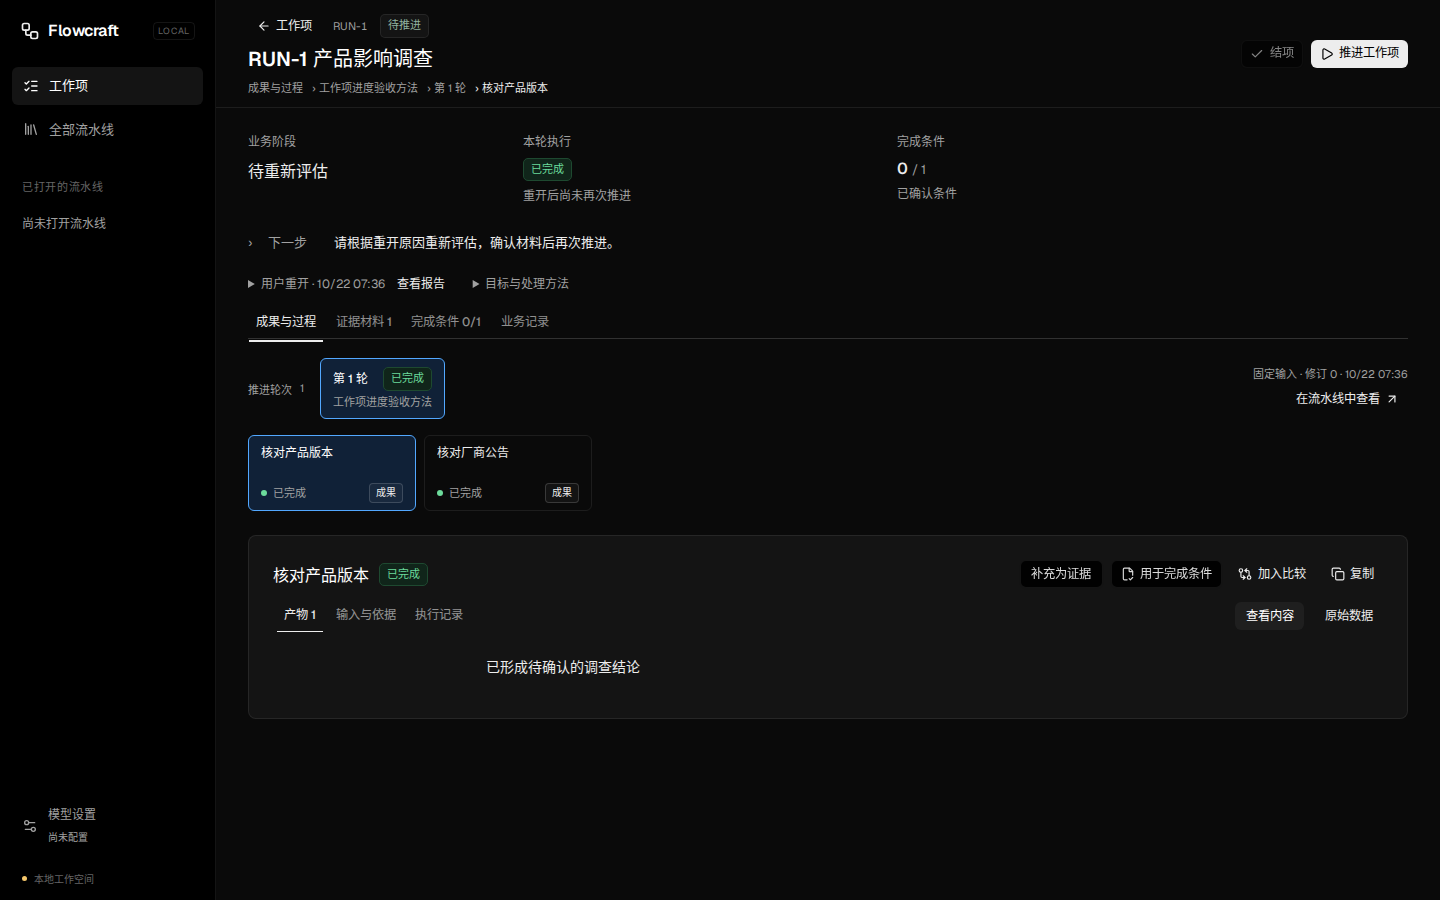 Flowcraft
LOCAL
工作项
全部流水线
已打开的流水线
尚未打开流水线
模型设置
尚未配置
本地工作空间
工作项 RUN-1 待推进
RUN-1 产品影响调查
成果与过程 › 工作项进度验收方法 › 第 1 轮 › 核对产品版本
结项
推进工作项
业务阶段
待重新评估
本轮执行
已完成
重开后尚未再次推进
完成条件
0 / 1
已确认条件
› 下一步 请根据重开原因重新评估，确认材料后再次推进。
用户重开 · 10/22 07:36 查看报告 目标与处理方法
成果与过程 证据材料 1 完成条件 0/1 业务记录
推进轮次 1
第 1 轮 已完成
工作项进度验收方法
固定输入 · 修订 0 · 10/22 07:36
在流水线中查看
核对产品版本
已完成 成果
核对厂商公告
已完成 成果
核对产品版本 已完成
补充为证据 用于完成条件 加入比较 复制
产物 1 输入与依据 执行记录
查看内容 原始数据
已形成待确认的调查结论